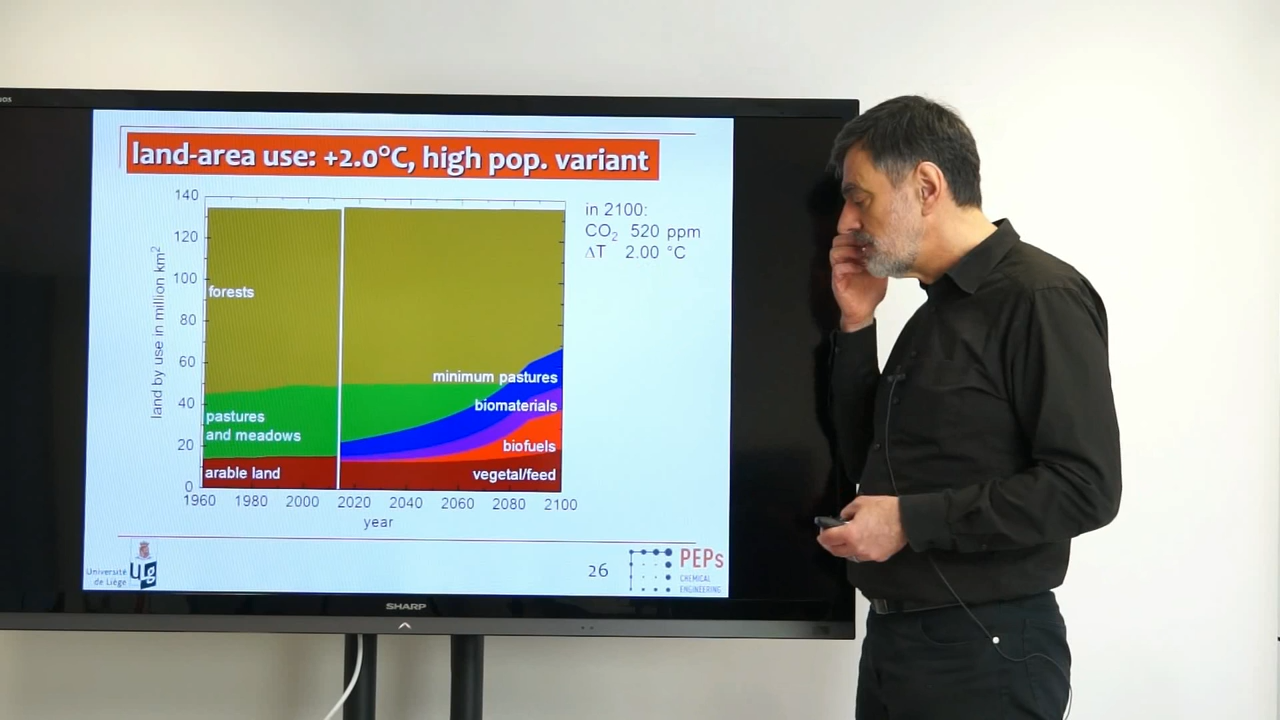 land-area use: +2.0°C, high pop. variant
140
120
100
80
60
40
20
0
land by use in million km²
forests
pastures
and meadows
arable land
minimum pastures
biomaterials
biofuels
vegetal/feed
1960 1980 2000 2020 2040 2060 2080 2100
year
in 2100:
CO₂ 520 ppm
ΔT 2.00 °C
Université
de Liège
26
PEPs
CHEMICAL
ENGINEERING
SHARP